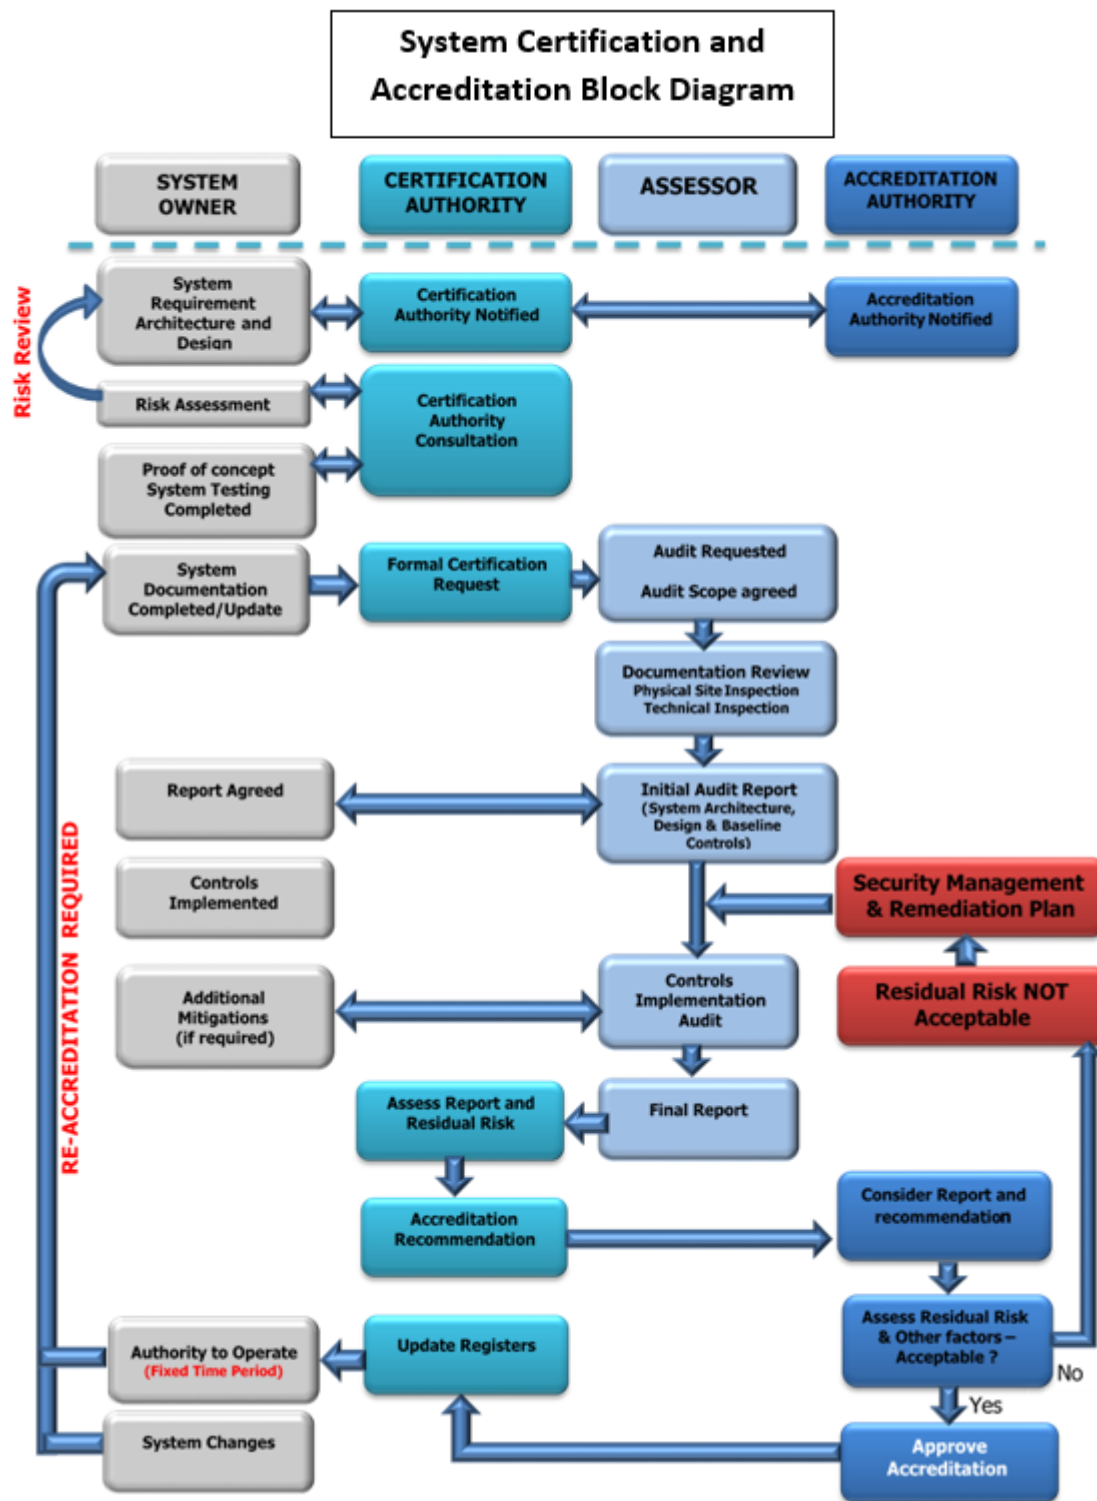 System Certification and
Accreditation Block Diagram
SYSTEM
OWNER
CERTIFICATION
AUTHORITY
ASSESSOR
ACCREDITATION
AUTHORITY
Risk Review
System
Requirement
Architecture and
Design
Certification
Authority Notified
Accreditation
Authority Notified
Risk Assessment
Certification
Authority
Consultation
Proof of concept
System Testing
Completed
System
Documentation
Completed/Update
Formal Certification
Request
Audit Requested
Audit Scope agreed
Documentation Review
Physical Site Inspection
Technical Inspection
Report Agreed
Initial Audit Report
(System Architecture,
Design & Baseline
Controls)
RE-ACCREDITATION REQUIRED
Controls
Implemented
Security Management
& Remediation Plan
Additional
Mitigations
(if required)
Controls
Implementation
Audit
Residual Risk NOT
Acceptable
Assess Report and
Residual Risk
Final Report
Accreditation
Recommendation
Consider Report and
recommendation
Assess Residual Risk
& Other factors –
Acceptable ?
No
Yes
Authority to Operate
(Fixed Time Period)
Update Registers
System Changes
Approve
Accreditation